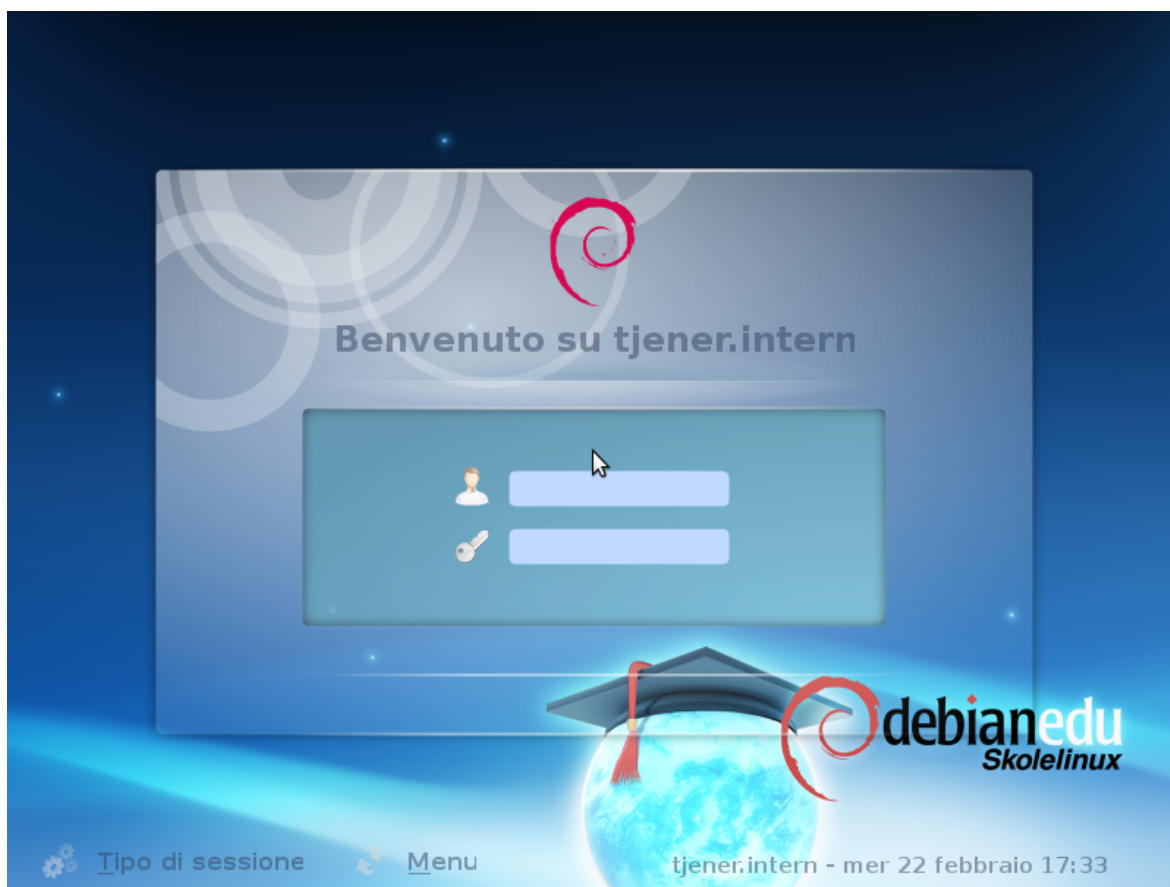 Benvenuto su tjener.intern
debianedu
Skolelinux
Tipo di sessione
Menu
tjener.intern - mer 22 febbraio 17:33